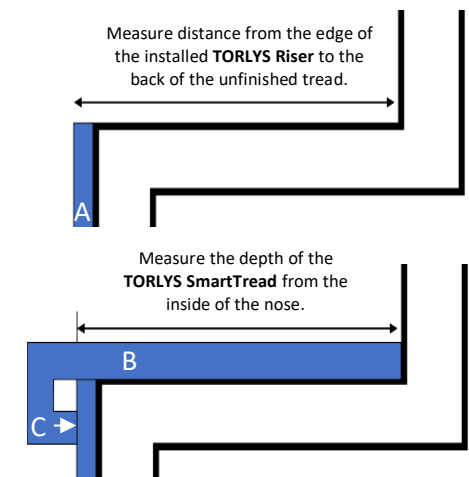 Measure distance from the edge of
the installed TORLYS Riser to the
back of the unfinished tread.
A
Measure the depth of the
TORLYS SmartTread from the
inside of the nose.
B
C